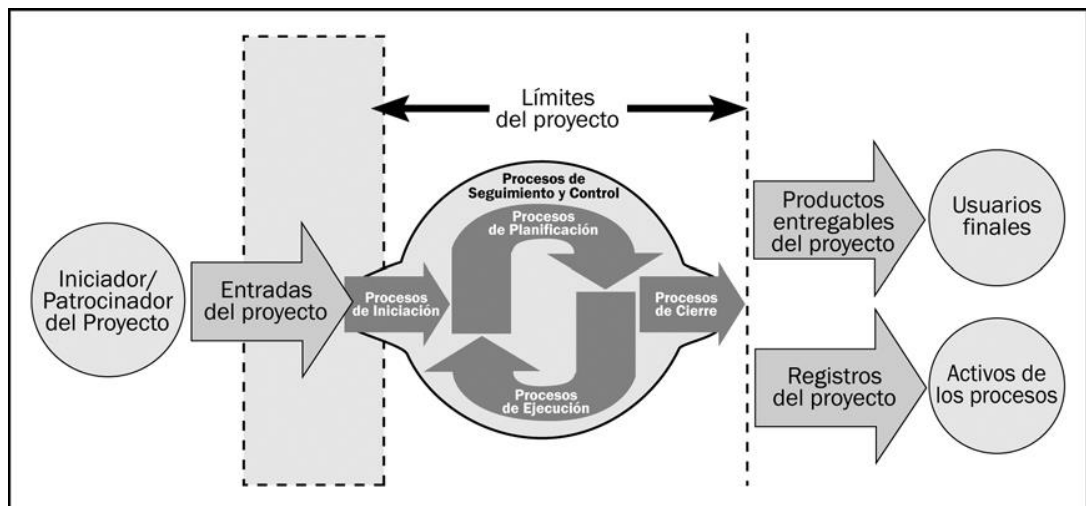 Límites
del proyecto
Procesos de
Seguimiento y Control
Procesos
de Planificación
Iniciador/
Patrocinador
del Proyecto
Entradas
del proyecto
Procesos
de Iniciación
Procesos
de Cierre
Procesos
de Ejecución
Productos
entregables
del proyecto
Usuarios
finales
Registros
del proyecto
Activos de
los procesos